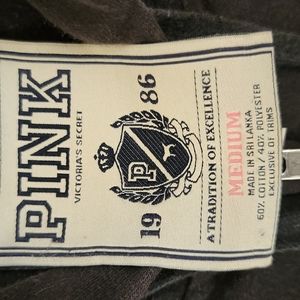 PINK
VICTORIA'S SECRET
P
19 86
A TRADITION OF EXCELLENCE
MEDIUM
MADE IN SRI LANKA
60% COTTON / 40% POLYESTER
EXCLUSIVE OF TRIMS